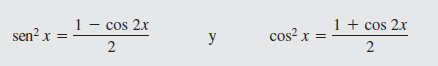 sen² x = (1 − cos 2x)/2 y cos² x = (1 + cos 2x)/2